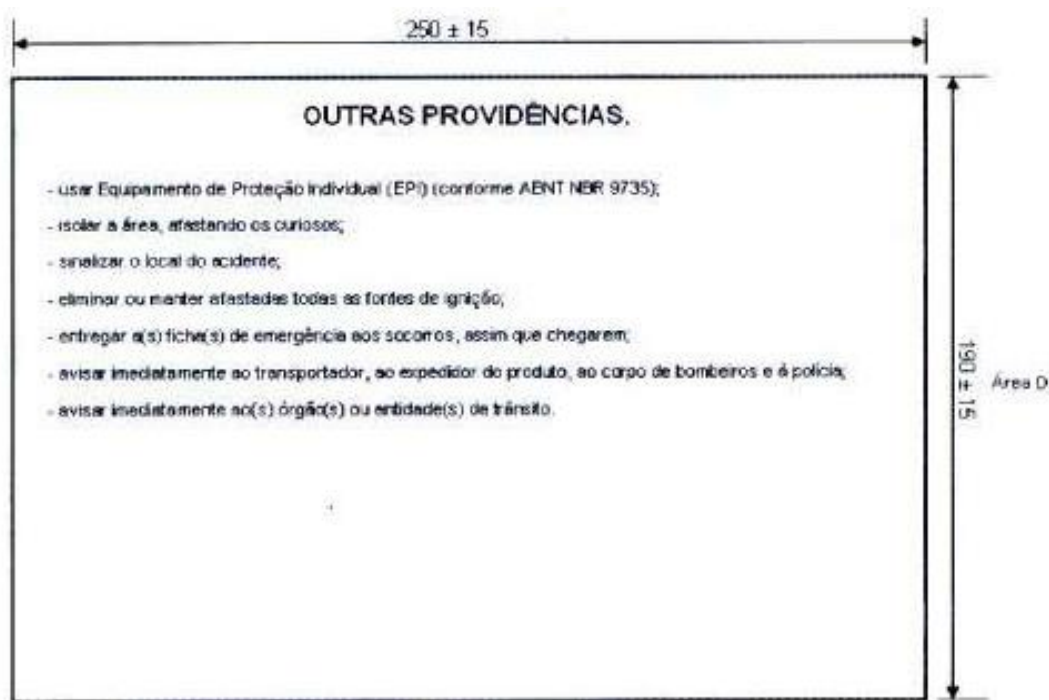 250 ± 15
OUTRAS PROVIDÊNCIAS.
- usar Equipamento de Proteção Individual (EPI) (conforme ABNT NBR 9735);
- isolar a área, afastando os curiosos;
- sinalizar o local do acidente;
- eliminar ou manter afastadas todas as fontes de ignição;
- entregar a(s) ficha(s) de emergência aos socorros, assim que chegarem;
- avisar imediatamente ao transportador, ao expedidor do produto, ao corpo de bombeiros e à polícia;
- avisar imediatamente ao(s) órgão(s) ou entidade(s) de trânsito.
190 ± 15
Área D